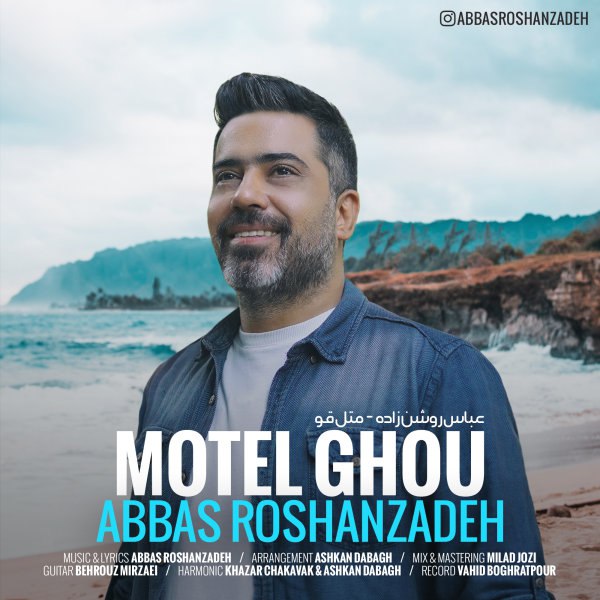 @ABBASROSHANZADEH
عباس روشن زاده - متل قو
MOTEL GHOU
ABBAS ROSHANZADEH
MUSIC & LYRICS ABBAS ROSHANZADEH / ARRANGEMENT ASHKAN DABAGH / MIX & MASTERING MILAD JOZI
GUITAR BEHROUZ MIRZAEI / HARMONIC KHAZAR CHAKAVAK & ASHKAN DABAGH / RECORD VAHID BOGHRATPOUR